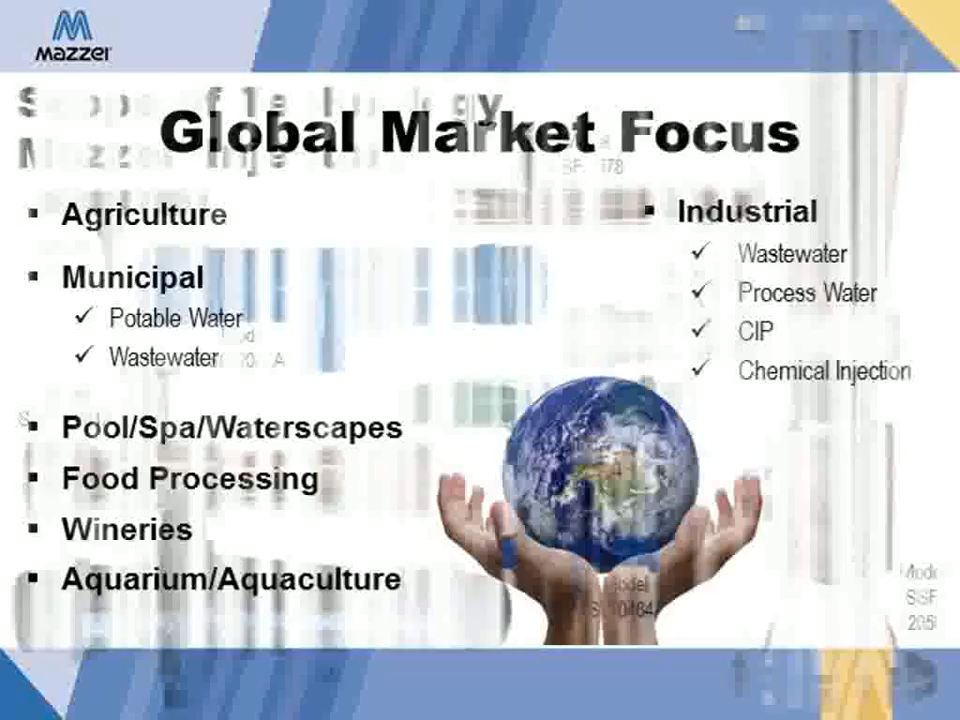 Mazzei
Global Market Focus
Agriculture
Municipal
Potable Water
Wastewater
Pool/Spa/Waterscapes
Food Processing
Wineries
Aquarium/Aquaculture
Industrial
Wastewater
Process Water
CIP
Chemical Injection